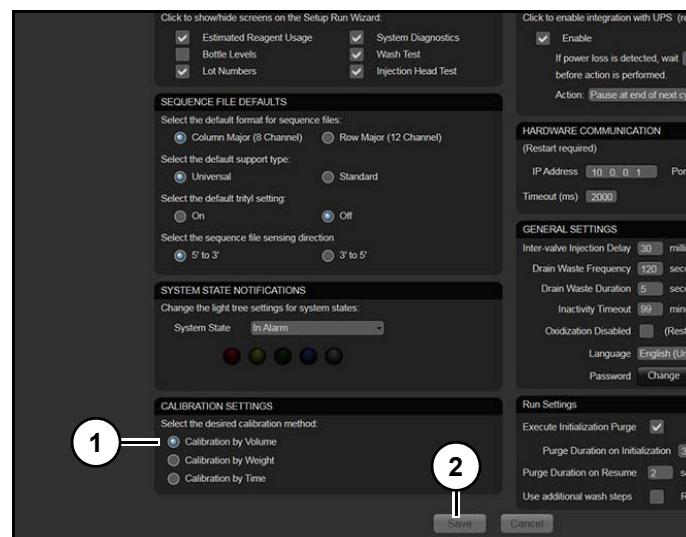 Click to show/hide screens on the Setup Run Wizard:
Estimated Reagent Usage
System Diagnostics
Bottle Levels
Wash Test
Lot Numbers
Injection Head Test
SEQUENCE FILE DEFAULTS
Select the default format for sequence files:
Column Major (8 Channel)
Row Major (12 Channel)
Select the default support type:
Universal
Standard
Select the default trityl setting:
On
Off
Select the sequence file sensing direction
5' to 3'
3' to 5'
SYSTEM STATE NOTIFICATIONS
Change the light tree settings for system states:
System State In Alarm
CALIBRATION SETTINGS
Select the desired calibration method:
1
Calibration by Volume
Calibration by Weight
Calibration by Time
2
Save
Cancel
Click to enable integration with UPS (re
Enable
If power loss is detected, wait
before action is performed.
Action: Pause at end of next cy
HARDWARE COMMUNICATION
(Restart required)
IP Address 10 0 0 1 Por
Timeout (ms) 2000
GENERAL SETTINGS
Inter-valve Injection Delay 30 milli
Drain Waste Frequency 120 seco
Drain Waste Duration 5 seco
Inactivity Timeout 99 minu
Oxidization Disabled (Rest
Language English (Un
Password Change
Run Settings
Execute Initialization Purge
Purge Duration on Initialization 3
Purge Duration on Resume 2 s
Use additional wash steps R